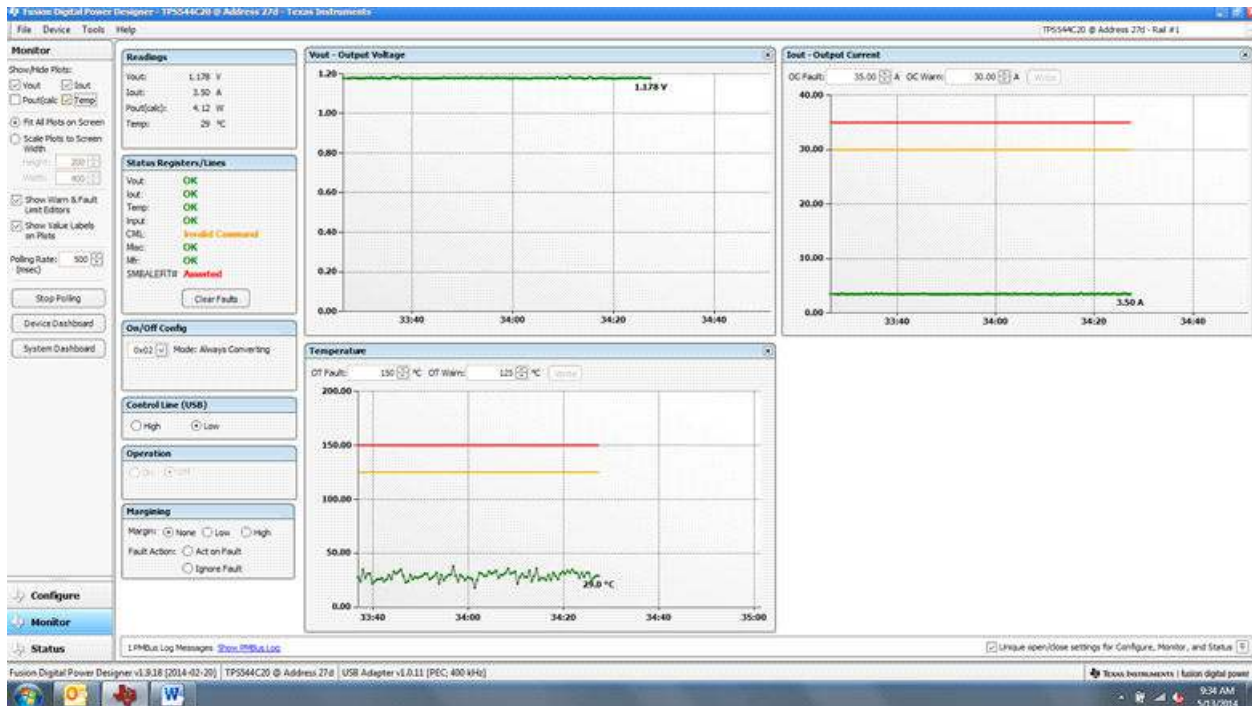 Fusion Digital Power Designer - TPS544C20 @ Address 27d - Texas Instruments
File Device Tools Help
TPS544C20 @ Address 27d - Rail #1
Monitor
Show/Hide Plots:
Vout Iout
Pout(calc) Temp
Fit All Plots on Screen
Scale Plots to Screen
Width
Height: 200
Width: 400
Show Warn & Fault
Limit Editors
Show Value Labels
on Plots
Polling Rate: 500
(msec)
Stop Polling
Device Dashboard
System Dashboard
Configure
Monitor
Status
Readings
Vout: 1.178 V
Iout: 3.50 A
Pout(calc): 4.12 W
Temp: 29 °C
Status Registers/Lines
Vout: OK
Iout: OK
Temp: OK
Input: OK
CML: Invalid Command
Misc: OK
Mfr: OK
SMBALERT# Asserted
Clear Faults
On/Off Config
0x02 Mode: Always Converting
Control Line (USB)
High Low
Operation
On Off
Margining
Margin: None Low High
Fault Action: Act on Fault
Ignore Fault
Vout - Output Voltage
1.20
1.00
0.80
0.60
0.40
0.20
0.00
1.178 V
33:40 34:00 34:20 34:40
Iout - Output Current
OC Fault: 35.00 A OC Warn: 30.00 A Write
40.00
30.00
20.00
10.00
0.00
3.50 A
33:40 34:00 34:20 34:40
Temperature
OT Fault: 150 °C OT Warn: 125 °C Write
200.00
150.00
100.00
50.00
0.00
29.0 °C
33:40 34:00 34:20 34:40 35:00
1 PMBus Log Messages Show PMBus Log
Unique open/close settings for Configure, Monitor, and Status
Fusion Digital Power Designer v1.9.18 [2014-02-20] TPS544C20 @ Address 27d USB Adapter v1.0.11 [PEC; 400 kHz]
TEXAS INSTRUMENTS | fusion digital power
9:34 AM
5/13/2014